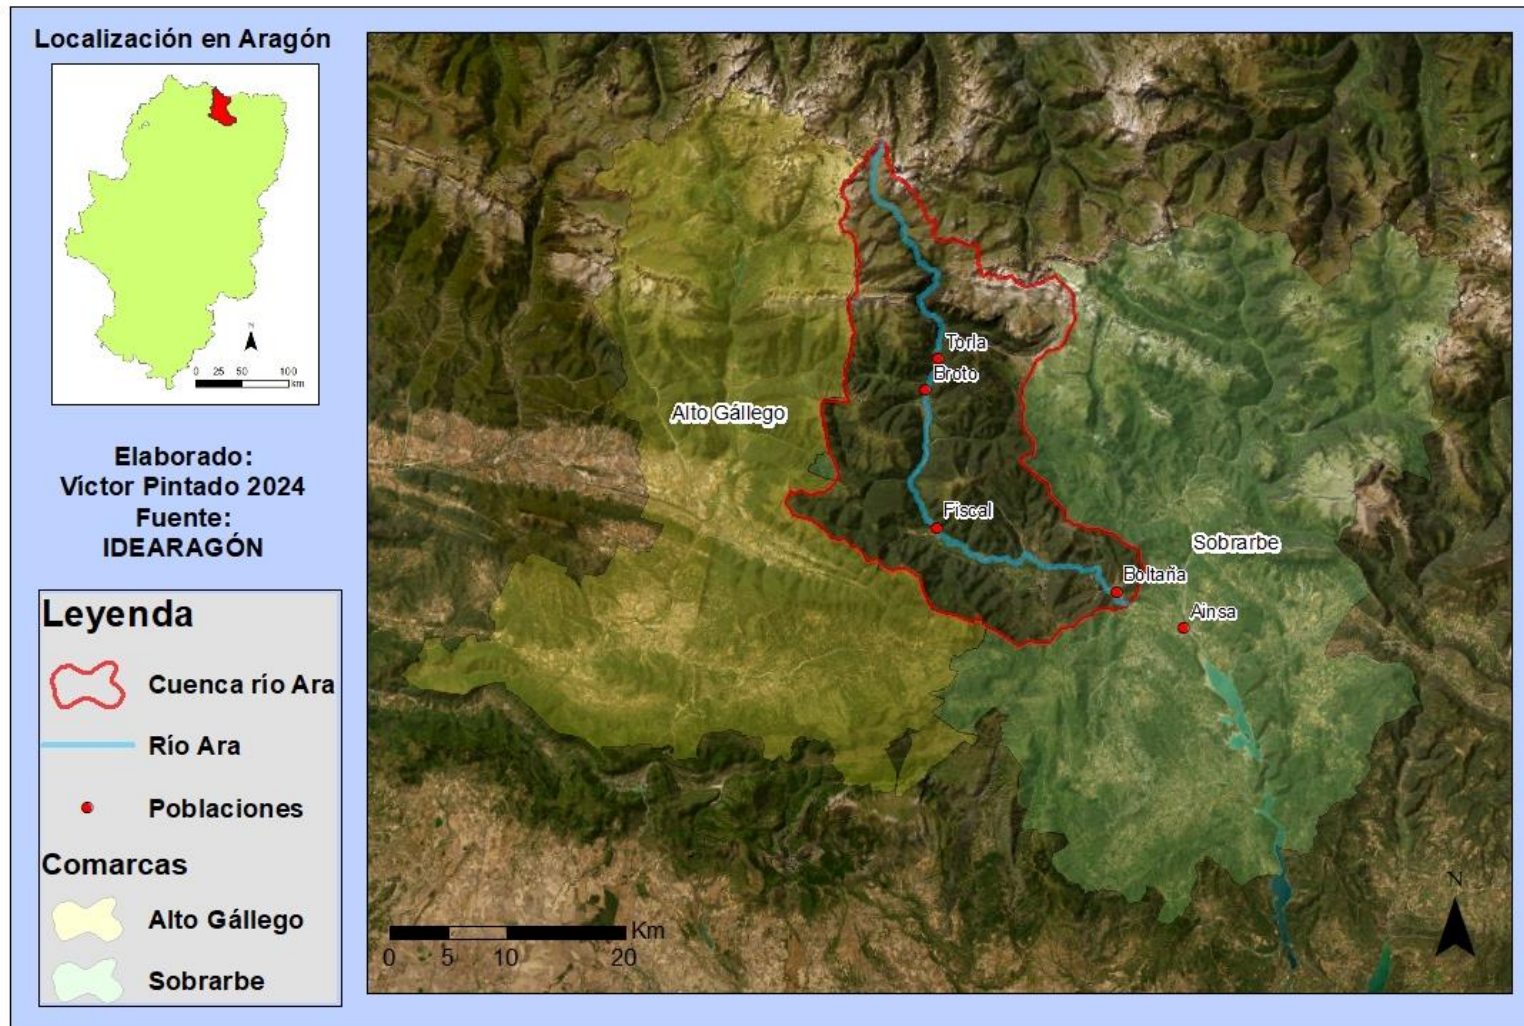 Localización en Aragón
N
0 25 50 100
km
Elaborado:
Víctor Pintado 2024
Fuente:
IDEARAGÓN
Leyenda
Cuenca río Ara
Río Ara
Poblaciones
Comarcas
Alto Gállego
Sobrarbe
Torla
Broto
Alto Gállego
Fiscal
Sobrarbe
Boltaña
Ainsa
Km
0 5 10 20
N